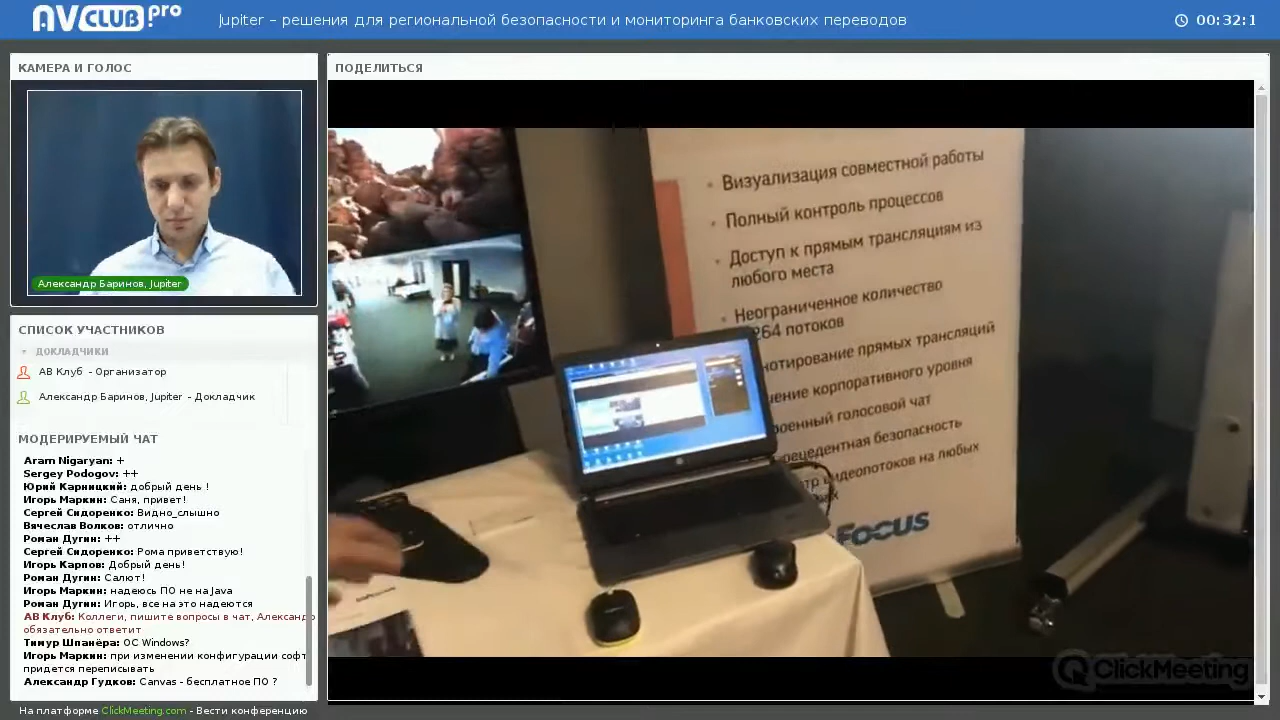 AVCLUB.pro
Jupiter – решения для региональной безопасности и мониторинга банковских переводов
00:32:1
КАМЕРА И ГОЛОС
Александр Баринов, Jupiter
СПИСОК УЧАСТНИКОВ
ДОКЛАДЧИКИ
АВ Клуб - Организатор
Александр Баринов, Jupiter - Докладчик
МОДЕРИРУЕМЫЙ ЧАТ
Aram Nigaryan: +
Sergey Podogov: ++
Юрий Карницкий: добрый день !
Игорь Маркин: Саня, привет!
Сергей Сидоренко: Видно_слышно
Вячеслав Волков: отлично
Роман Дугин: ++
Сергей Сидоренко: Рома приветствую!
Игорь Карпов: Добрый день!
Роман Дугин: Салют!
Игорь Маркин: надеюсь ПО не на Java
Роман Дугин: Игорь, все на это надеются
АВ Клуб: Коллеги, пишите вопросы в чат, Александр
обязательно ответит
Тимур Шпанёра: ОС Windows?
Игорь Маркин: при изменении конфигурации софт
придется переписывать
Александр Гудков: Canvas - бесплатное ПО ?
На платформе ClickMeeting.com - Вести конференцию
ПОДЕЛИТЬСЯ
• Визуализация совместной работы
• Полный контроль процессов
• Доступ к прямым трансляциям из
любого места
• Неограниченное количество
264 потоков
нотирование прямых трансляций
ение корпоративного уровня
роенный голосовой чат
рецедентная безопасность
тр видеопотоков на любых
FOCUS
ClickMeeting